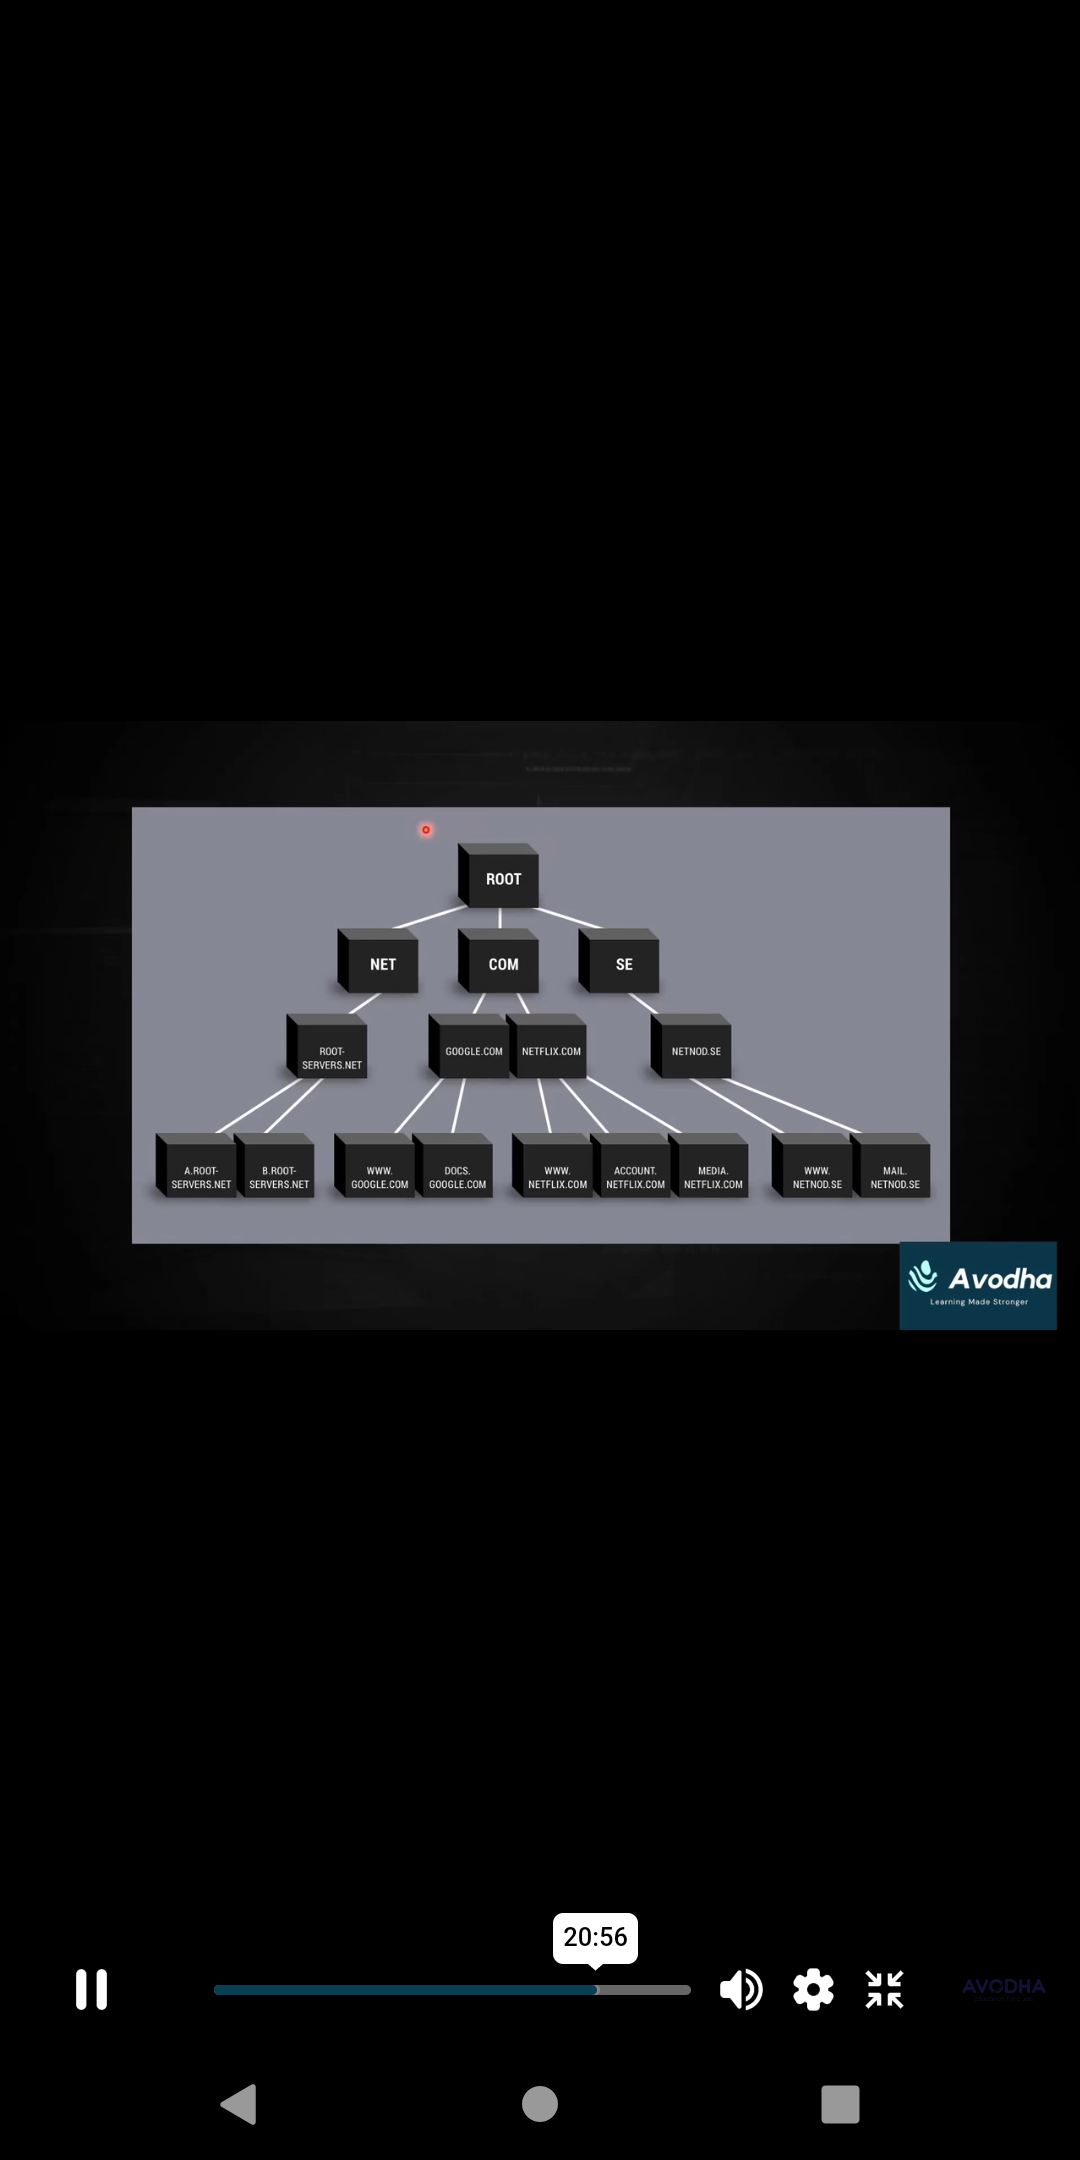 ROOT
NET
COM
SE
ROOT-
SERVERS.NET
GOOGLE.COM
NETFLIX.COM
NETNOD.SE
A.ROOT-
SERVERS.NET
B.ROOT-
SERVERS.NET
WWW.
GOOGLE.COM
DOCS.
GOOGLE.COM
WWW.
NETFLIX.COM
ACCOUNT.
NETFLIX.COM
MEDIA.
NETFLIX.COM
WWW.
NETNOD.SE
MAIL.
NETNOD.SE
Avodha
Learning Made Stronger
20:56
AVODHA